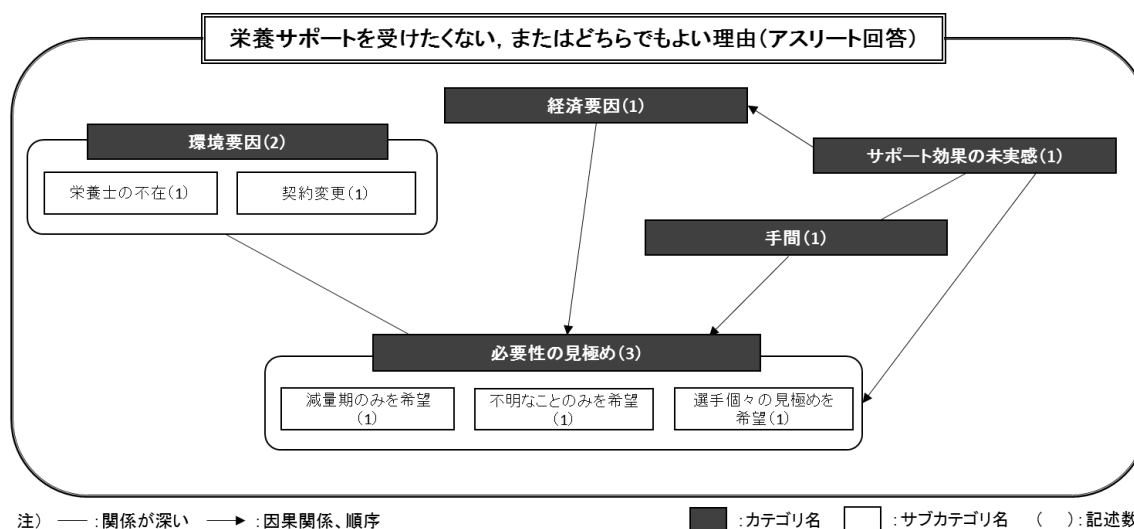 栄養サポートを受けたくない，またはどちらでもよい理由（アスリート回答）
経済要因（1）
環境要因（2）
サポート効果の未実感（1）
栄養士の不在（1）
契約変更（1）
手間（1）
必要性の見極め（3）
減量期のみを希望
（1）
不明なことのみを希望
（1）
選手個々の見極めを
希望（1）
注） ── ：関係が深い ─→ ：因果関係、順序 ：カテゴリ名 ：サブカテゴリ名 （ ）：記述数